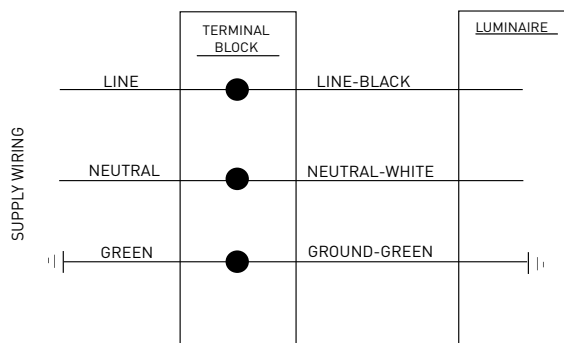 TERMINAL
BLOCK
LUMINAIRE
LINE
LINE-BLACK
SUPPLY WIRING
NEUTRAL
NEUTRAL-WHITE
GREEN
GROUND-GREEN